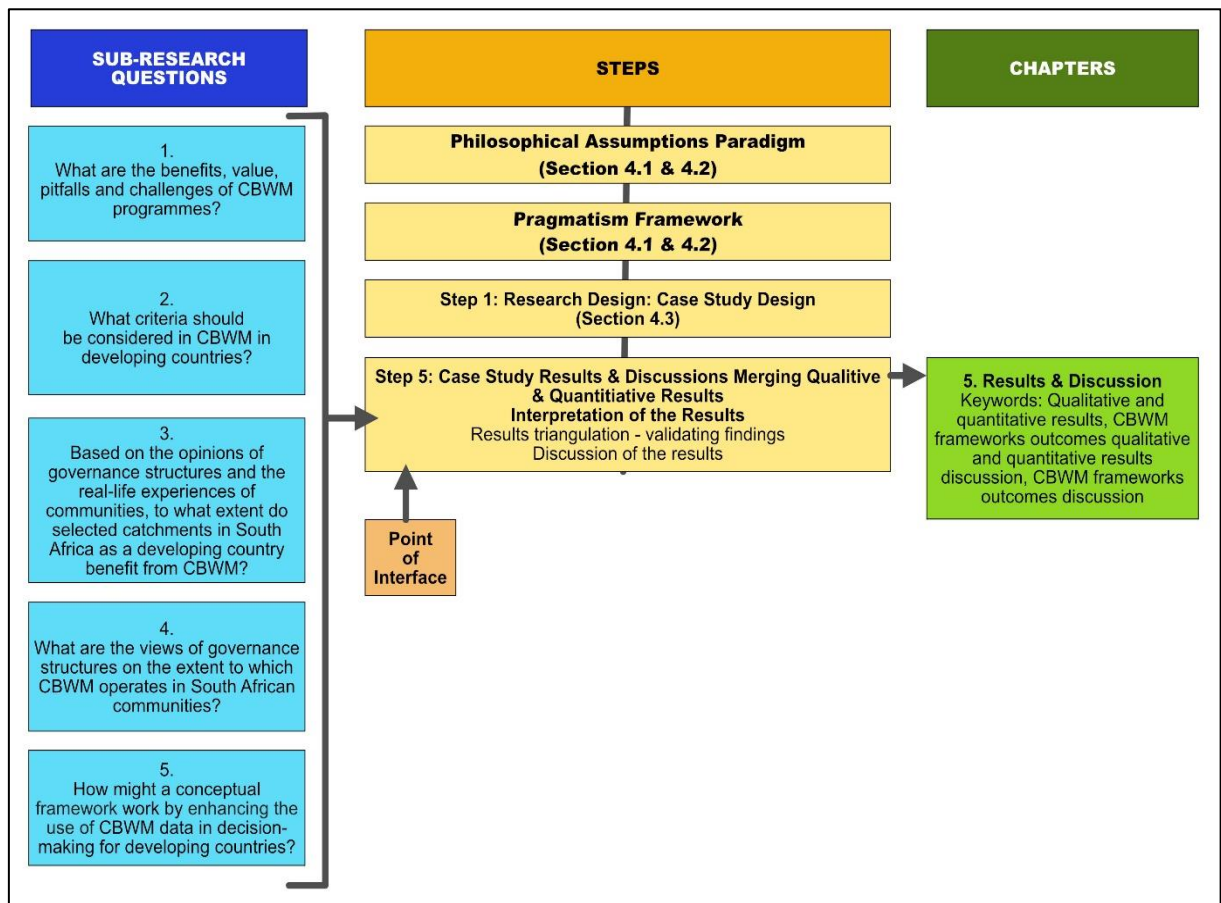 SUB-RESEARCH
QUESTIONS
1.
What are the benefits, value,
pitfalls and challenges of CBWM
programmes?
2.
What criteria should
be considered in CBWM in
developing countries?
3.
Based on the opinions of
governance structures and the
real-life experiences of
communities, to what extent do
selected catchments in South
Africa as a developing country
benefit from CBWM?
4.
What are the views of governance
structures on the extent to which
CBWM operates in South African
communities?
5.
How might a conceptual
framework work by enhancing the
use of CBWM data in decision-
making for developing countries?
STEPS
Philosophical Assumptions Paradigm
(Section 4.1 & 4.2)
Pragmatism Framework
(Section 4.1 & 4.2)
Step 1: Research Design: Case Study Design
(Section 4.3)
Step 5: Case Study Results & Discussions Merging Qualitive
& Quantitiative Results
Interpretation of the Results
Results triangulation - validating findings
Discussion of the results
Point
of
Interface
CHAPTERS
5. Results & Discussion
Keywords: Qualitative and
quantitative results, CBWM
frameworks outcomes qualitative
and quantitative results
discussion, CBWM frameworks
outcomes discussion